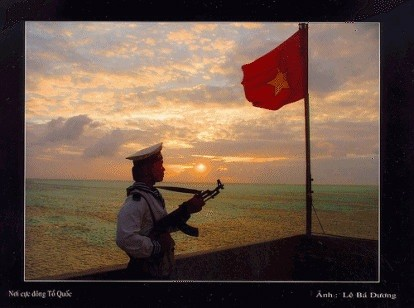 Nơi cực đông Tổ Quốc
Ảnh : Lê Bá Dương